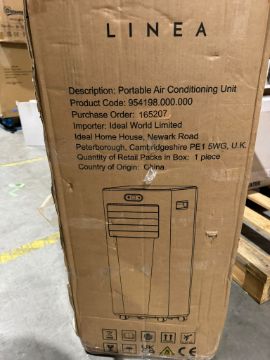 LINEA
Description: Portable Air Conditioning Unit
Product Code: 954198.000.000
Purchase Order: 165207
Importer: Ideal World Limited
Ideal Home House, Newark Road
Peterborough, Cambridgeshire PE1 5WG, U.K.
Quantity of Retail Packs in Box: 1 piece
Country of Origin: China